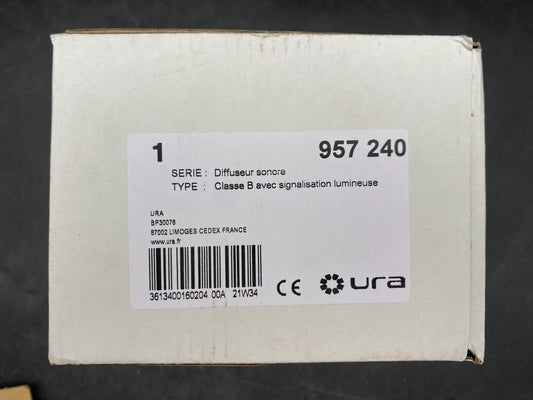 1 957 240
SERIE : Diffuseur sonore
TYPE : Classe B avec signalisation lumineuse
URA
BP30076
87002 LIMOGES CEDEX FRANCE
www.ura.fr
3613400160204 00A 21W34
CE ura